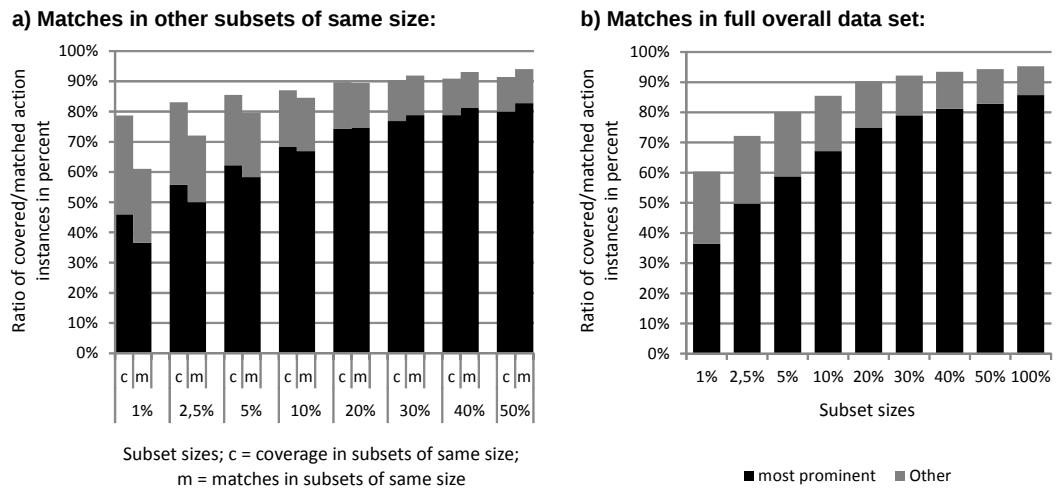 a) Matches in other subsets of same size:
Ratio of covered/matched action
instances in percent
100%
90%
80%
70%
60%
50%
40%
30%
20%
10%
0%
c m c m c m c m c m c m c m c m
1% 2,5% 5% 10% 20% 30% 40% 50%
Subset sizes; c = coverage in subsets of same size;
m = matches in subsets of same size
b) Matches in full overall data set:
Ratio of covered/matched action
instances in percent
100%
90%
80%
70%
60%
50%
40%
30%
20%
10%
0%
1% 2,5% 5% 10% 20% 30% 40% 50% 100%
Subset sizes
most prominent Other